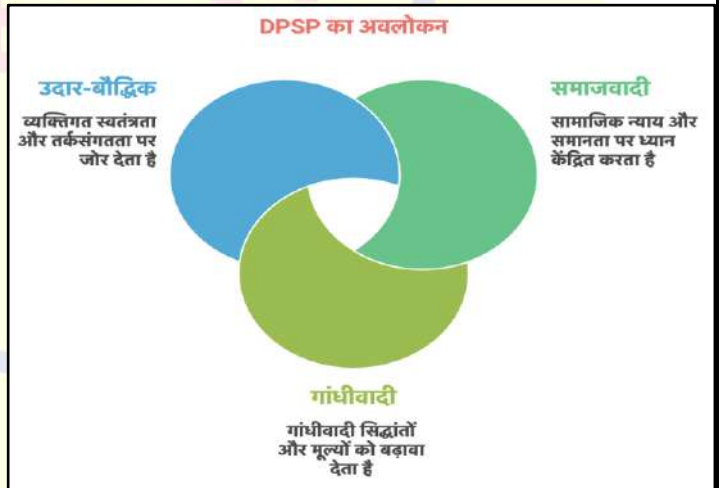 DPSP का अवलोकन
उदार-बौद्धिक
व्यक्तिगत स्वतंत्रता
और तर्कसंगतता पर
जोर देता है
समाजवादी
सामाजिक न्याय और
समानता पर ध्यान
केंद्रित करता है
गांधीवादी
गांधीवादी सिद्धांतों
और मूल्यों को बढ़ावा
देता है